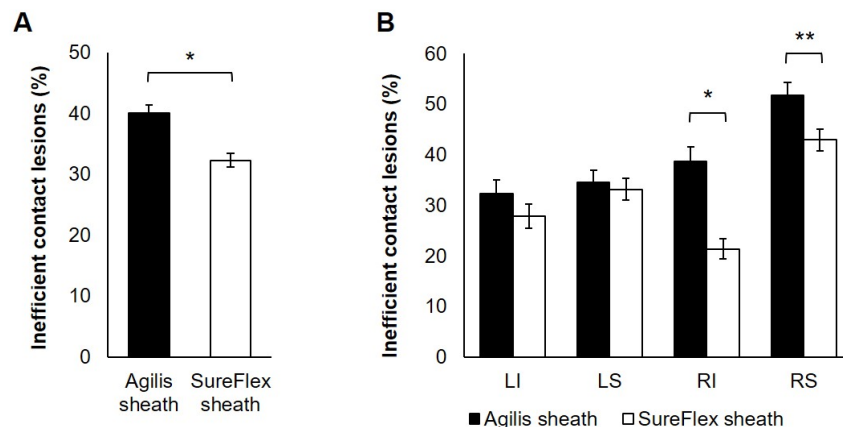 A
Inefficient contact lesions (%)
50
40
30
20
10
0
*
Agilis
sheath
SureFlex
sheath
B
Inefficient contact lesions (%)
60
50
40
30
20
10
0
*
**
LI
LS
RI
RS
Agilis sheath
SureFlex sheath